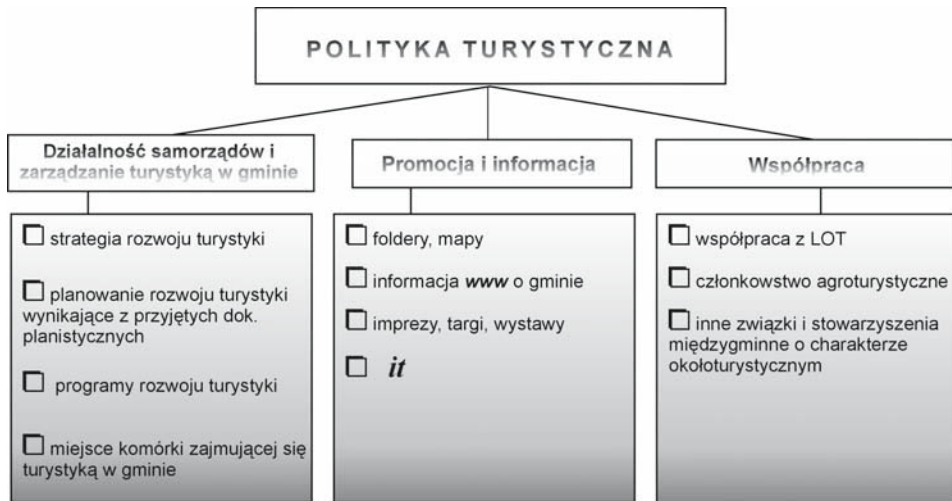 POLITYKA TURYSTYCZNA
Działalność samorządów i
zarządzanie turystyką w gminie
strategia rozwoju turystyki
planowanie rozwoju turystyki
wynikające z przyjętych dok.
planistycznych
programy rozwoju turystyki
miejsce komórki zajmującej się
turystyką w gminie
Promocja i informacja
foldery, mapy
informacja www o gminie
imprezy, targi, wystawy
it
Współpraca
współpraca z LOT
członkowstwo agroturystyczne
inne związki i stowarzyszenia
międzygminne o charakterze
okołoturystycznym